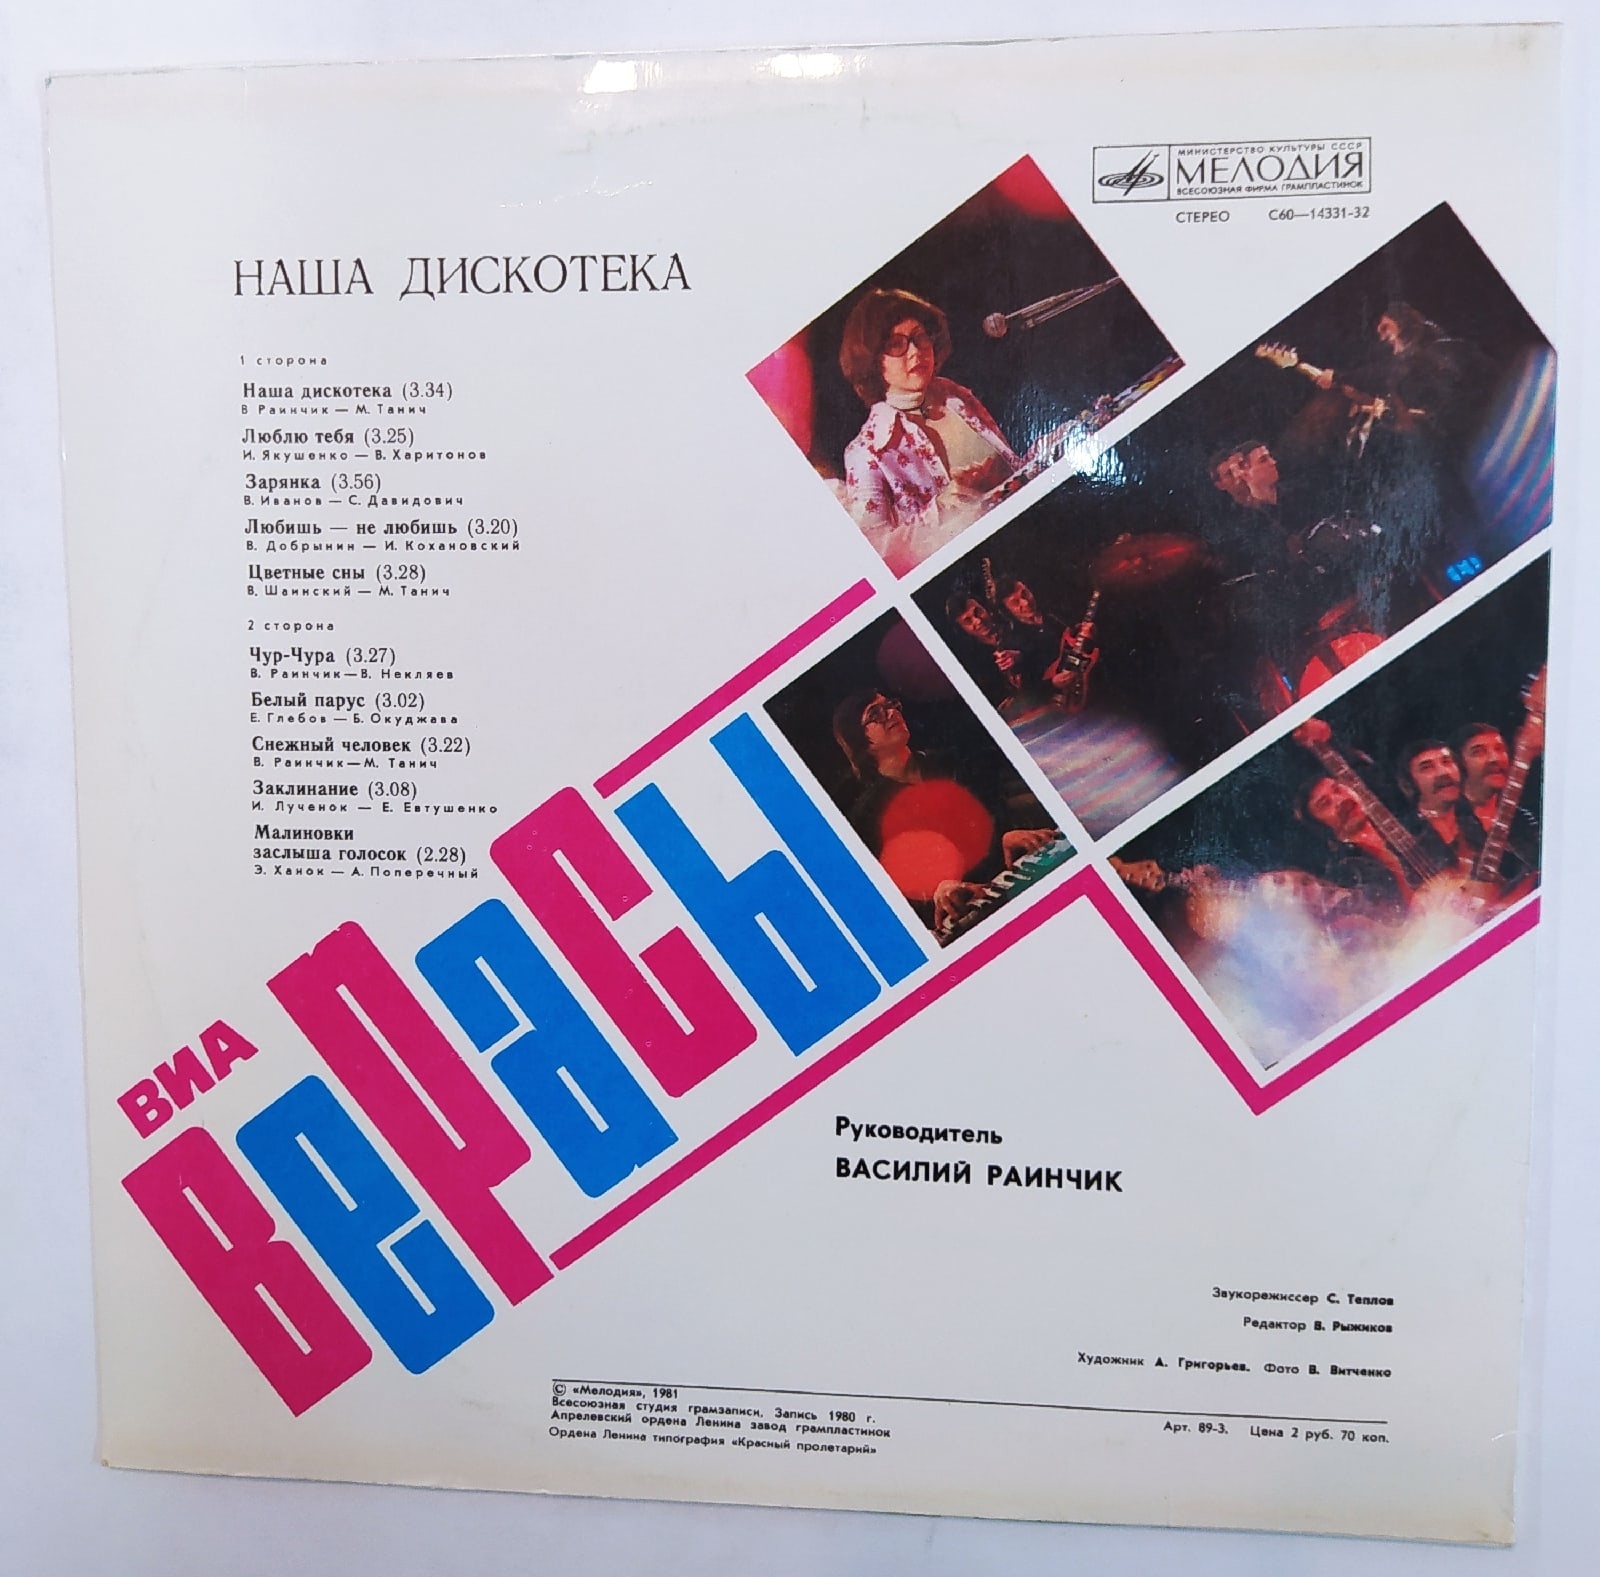 МИНИСТЕРСТВО КУЛЬТУРЫ СССР
МЕЛОДИЯ
ВСЕСОЮЗНАЯ ФИРМА ГРАМПЛАСТИНОК
СТЕРЕО С60—14331-32
НАША ДИСКОТЕКА
1 сторона
Наша дискотека (3.34)
В Раинчик — М. Танич
Люблю тебя (3.25)
И. Якушенко — В. Харитонов
Зарянка (3.56)
В. Иванов — С. Давидович
Любишь — не любишь (3.20)
В. Добрынин — И. Кохановский
Цветные сны (3.28)
В. Шаинский — М. Танич
2 сторона
Чур-Чура (3.27)
В. Раинчик — В. Некляев
Белый парус (3.02)
Е. Глебов — Б. Окуджава
Снежный человек (3.22)
В. Раинчик — М. Танич
Заклинание (3.08)
И. Лученок — Е. Евтушенко
Малиновки
заслыша голосок (2.28)
Э. Ханок — А. Поперечный
ВИА
Верасы
Руководитель
ВАСИЛИЙ РАИНЧИК
Звукорежиссер С. Теплов
Редактор В. Рыжиков
Художник А. Григорьев. Фото В. Витченко
© «Мелодия», 1981
Всесоюзная студия грамзаписи. Запись 1980 г.
Апрелевский ордена Ленина завод грампластинок
Ордена Ленина типография «Красный пролетарий»
Арт. 89-3. Цена 2 руб. 70 коп.